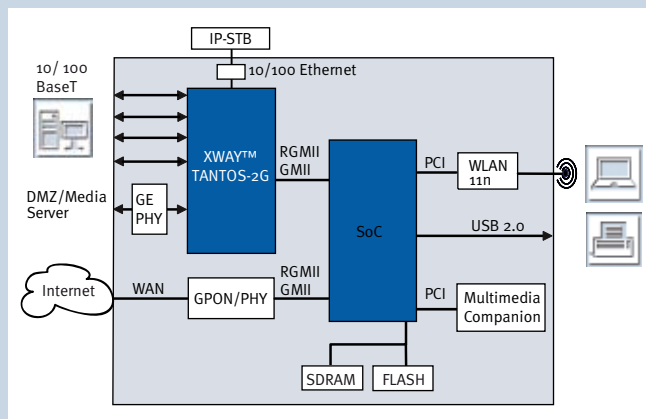 IP-STB
10/ 100
BaseT
10/100 Ethernet
XWAY™
TANTOS-2G
RGMII
GMII
SoC
PCI
WLAN
11n
DMZ/Media
Server
GE
PHY
USB 2.0
Internet
WAN
GPON/PHY
RGMII
GMII
PCI
Multimedia
Companion
SDRAM
FLASH